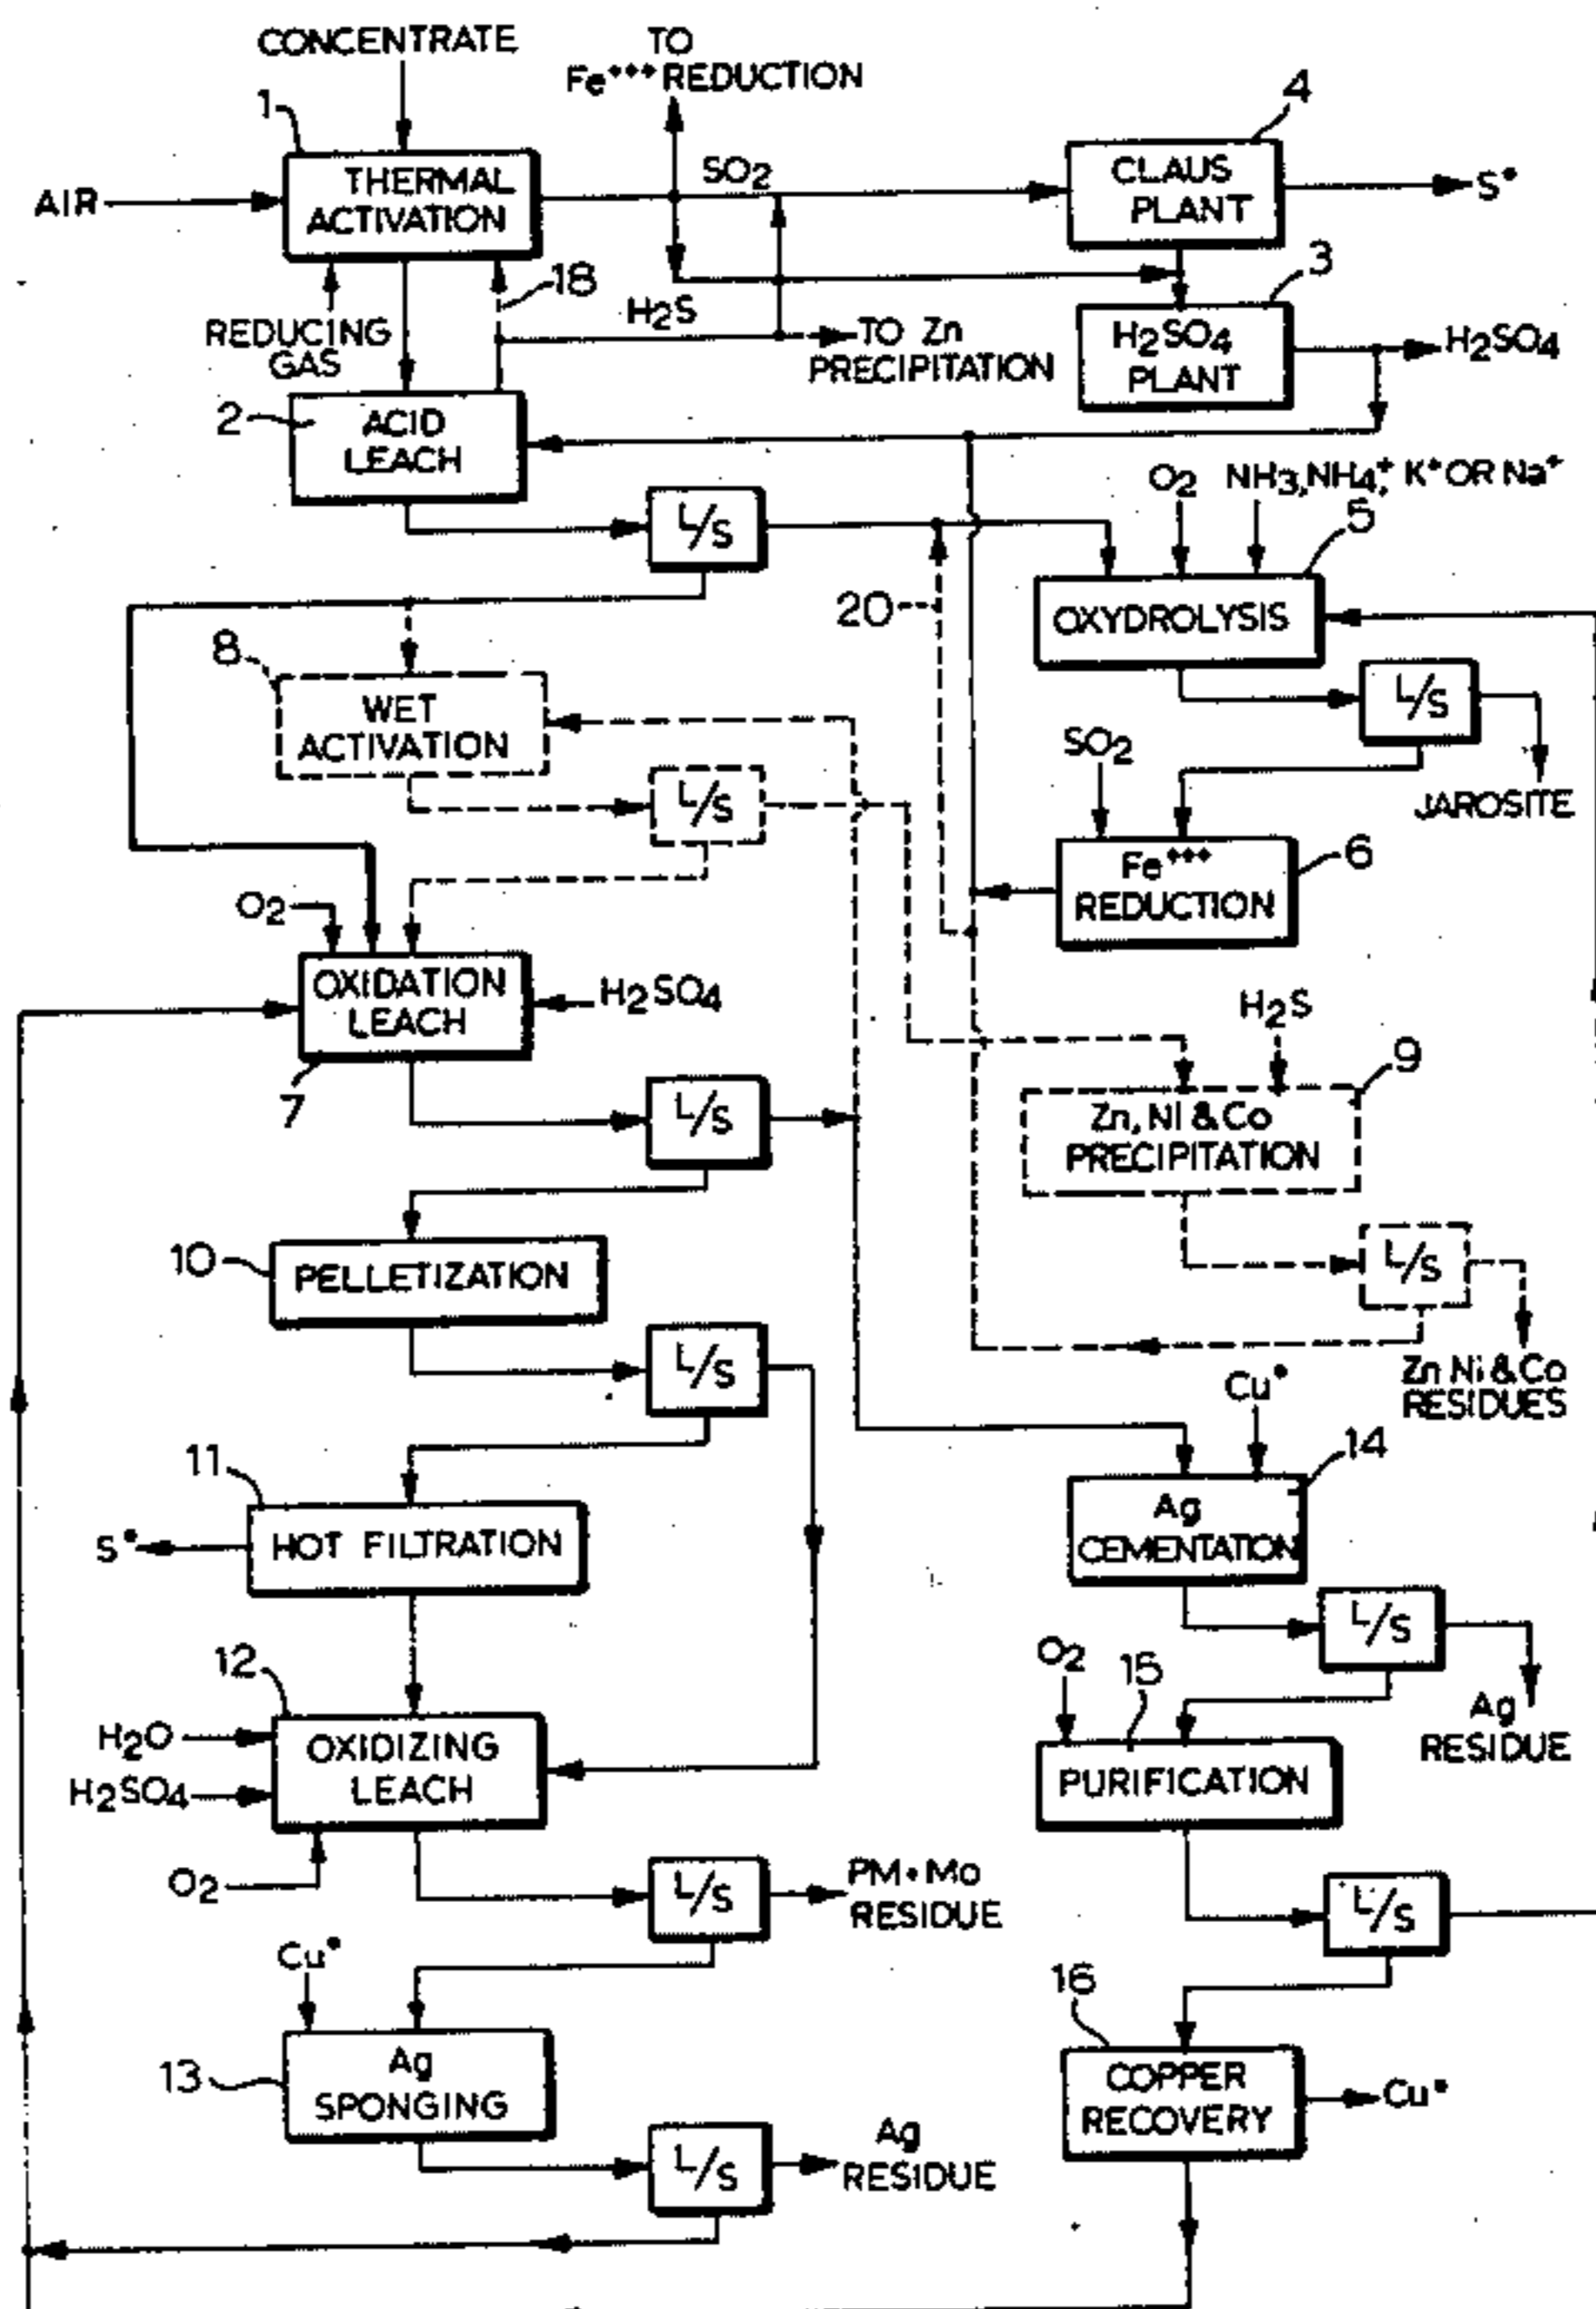 CONCENTRATE
TO
Fe+++ REDUCTION
1
4
AIR
THERMAL
ACTIVATION
SO2
CLAUS
PLANT
S°
18
3
REDUCING
GAS
H2S
TO Zn
PRECIPITATION
H2SO4
PLANT
H2SO4
2
ACID
LEACH
O2
NH3, NH4+, K+ OR Na+
L/S
5
20
OXYDROLYSIS
8
WET
ACTIVATION
L/S
SO2
L/S
JAROSITE
Fe+++
REDUCTION
6
O2
OXIDATION
LEACH
H2SO4
H2S
7
9
L/S
Zn, Ni & Co
PRECIPITATION
10
PELLETIZATION
L/S
L/S
Zn Ni & Co
RESIDUES
Cu°
11
14
S°
HOT FILTRATION
Ag
CEMENTATION
L/S
12
O2
15
Ag
RESIDUE
H2O
H2SO4
OXIDIZING
LEACH
PURIFICATION
O2
L/S
PM+Mo
RESIDUE
L/S
Cu°
16
13
Ag
SPONGING
COPPER
RECOVERY
Cu°
L/S
Ag
RESIDUE